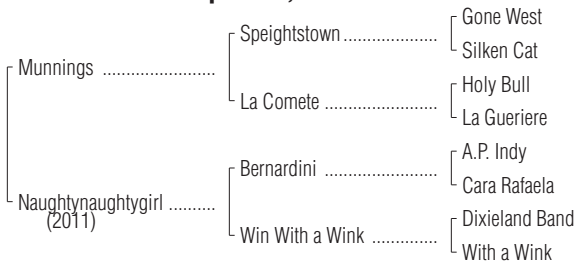 Gone West
Speightstown ....................
Silken Cat
Munnings ........................
Holy Bull
La Comete ........................
La Gueriere
A.P. Indy
Bernardini ........................
Cara Rafaela
Naughtynaughtygirl ..........
(2011)
Dixieland Band
Win With a Wink ..............
With a Wink